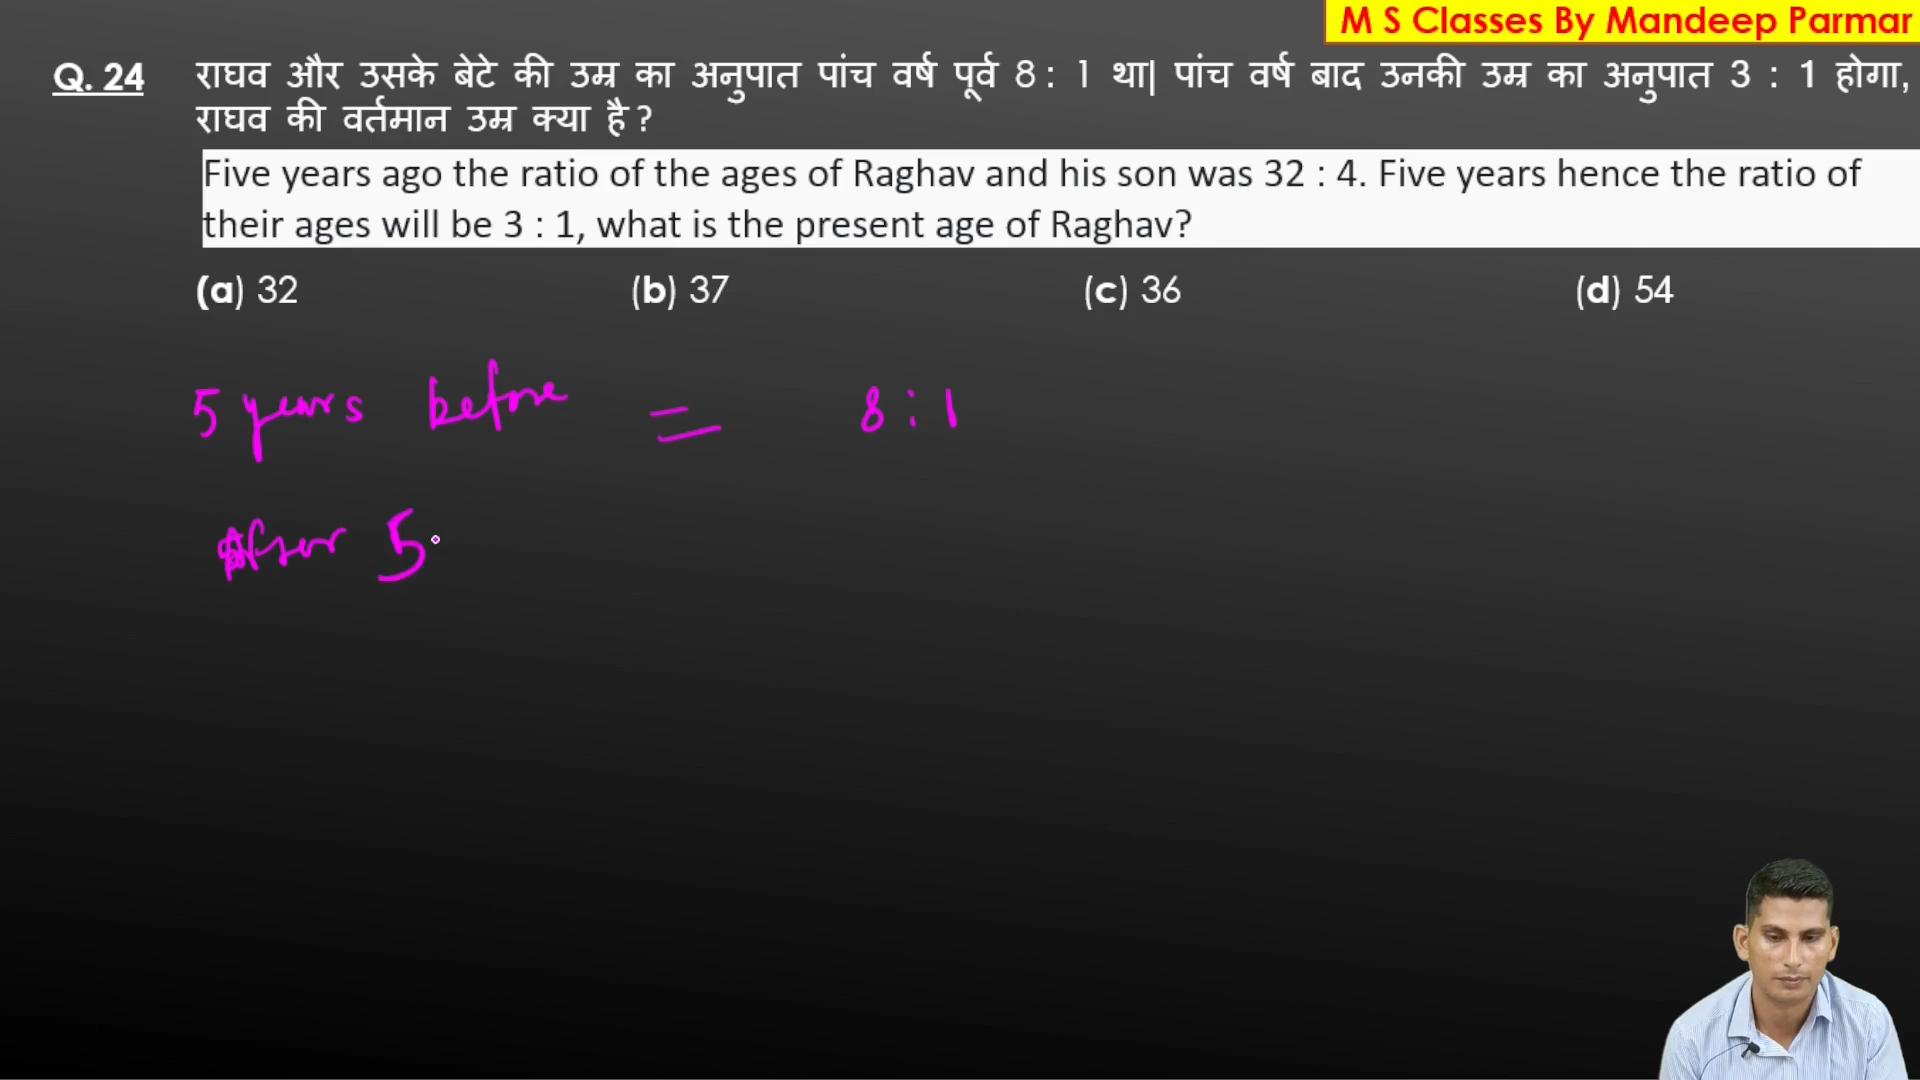 M S Classes By Mandeep Parmar
Q. 24 राघव और उसके बेटे की उम्र का अनुपात पांच वर्ष पूर्व 8 : 1 था| पांच वर्ष बाद उनकी उम्र का अनुपात 3 : 1 होगा,
राघव की वर्तमान उम्र क्या है ?
Five years ago the ratio of the ages of Raghav and his son was 32 : 4. Five years hence the ratio of
their ages will be 3 : 1, what is the present age of Raghav?
(a) 32 (b) 37 (c) 36 (d) 54
5 years before = 8 : 1
After 5